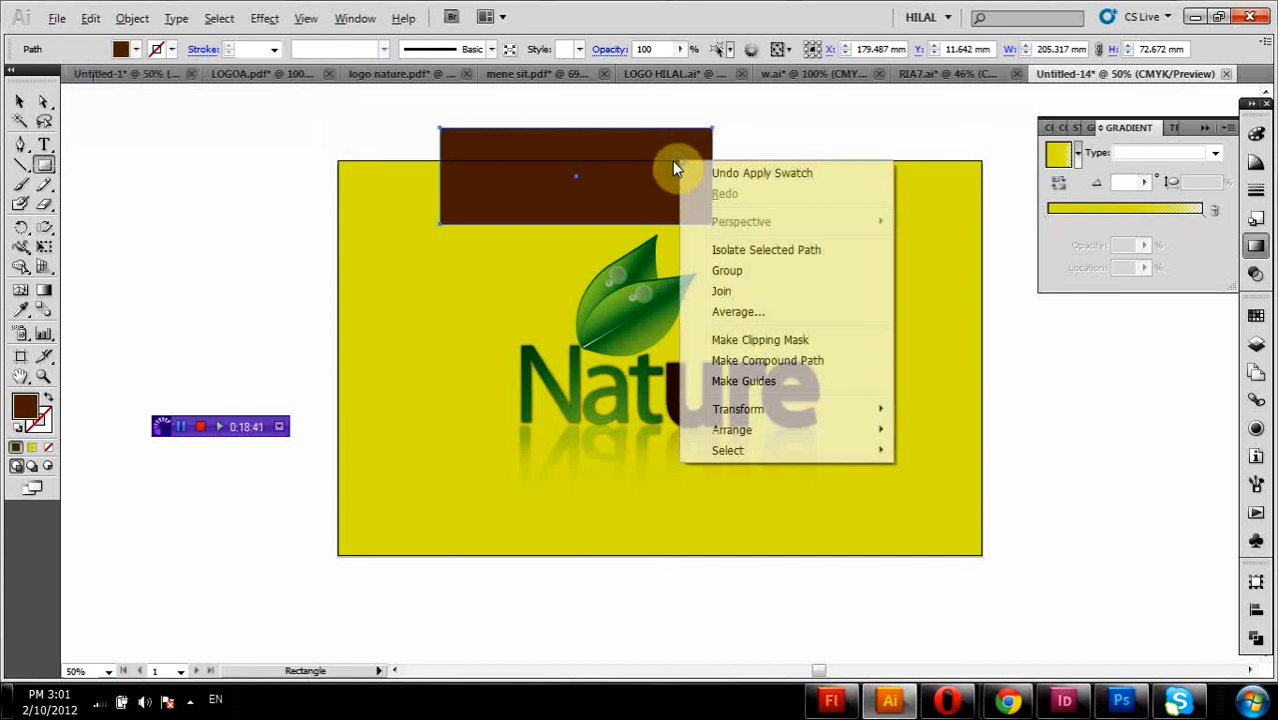 Ai File Edit Object Type Select Effect View Window Help Br HILAL CS Live
Path Stroke: Basic Style: Opacity: 100 % X: 179.487 mm Y: 11.642 mm W: 205.317 mm H: 72.672 mm
Untitled-1* @ 50% (... LOGOA.pdf* @ 100... logo nature.pdf* @ ... mene sit.pdf* @ 69... LOGO HILAL.ai* @ ... w.ai* @ 100% (CMY... RIA7.ai* @ 46% (C... Untitled-14* @ 50% (CMYK/Preview)
GRADIENT
Type:
°
%
Opacity: %
Location: %
Undo Apply Swatch
Redo
Perspective
Isolate Selected Path
Group
Join
Average...
Make Clipping Mask
Make Compound Path
Make Guides
Transform
Arrange
Select
Nature
0:18:41
50% 1 Rectangle
PM 3:01
2/10/2012
EN
Fl Ai Id Ps